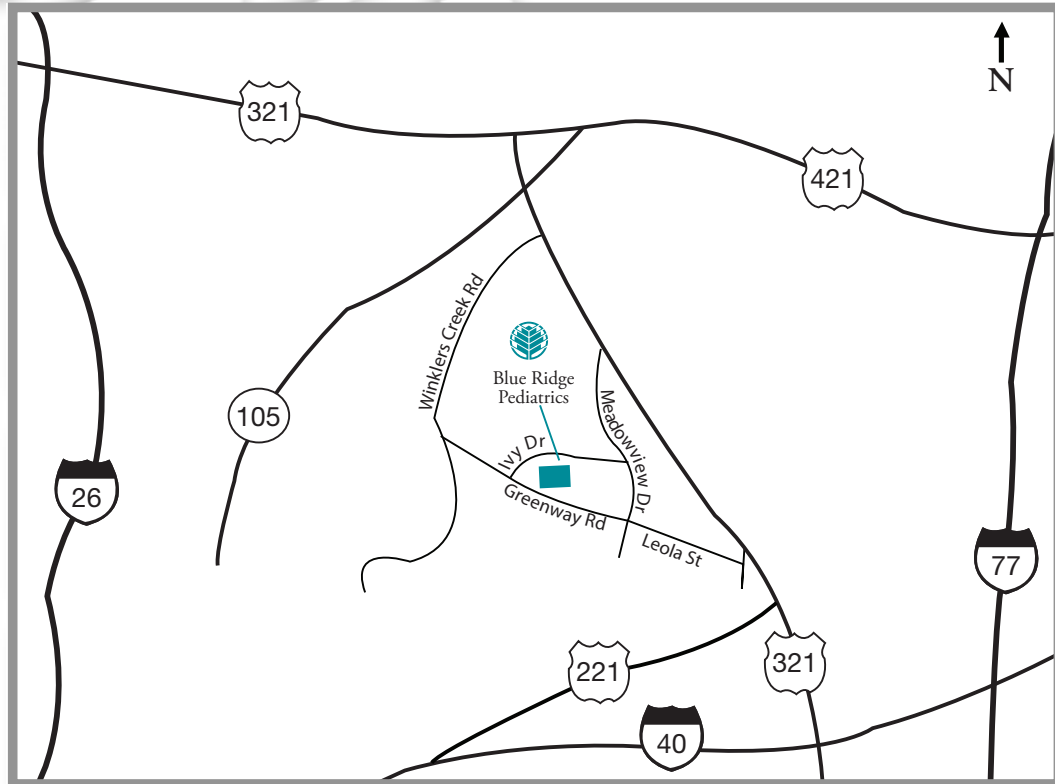 N
321
421
Winklers Creek Rd
Blue Ridge
Pediatrics
Meadowview Dr
105
Ivy Dr
26
Greenway Rd
Leola St
77
221
321
40